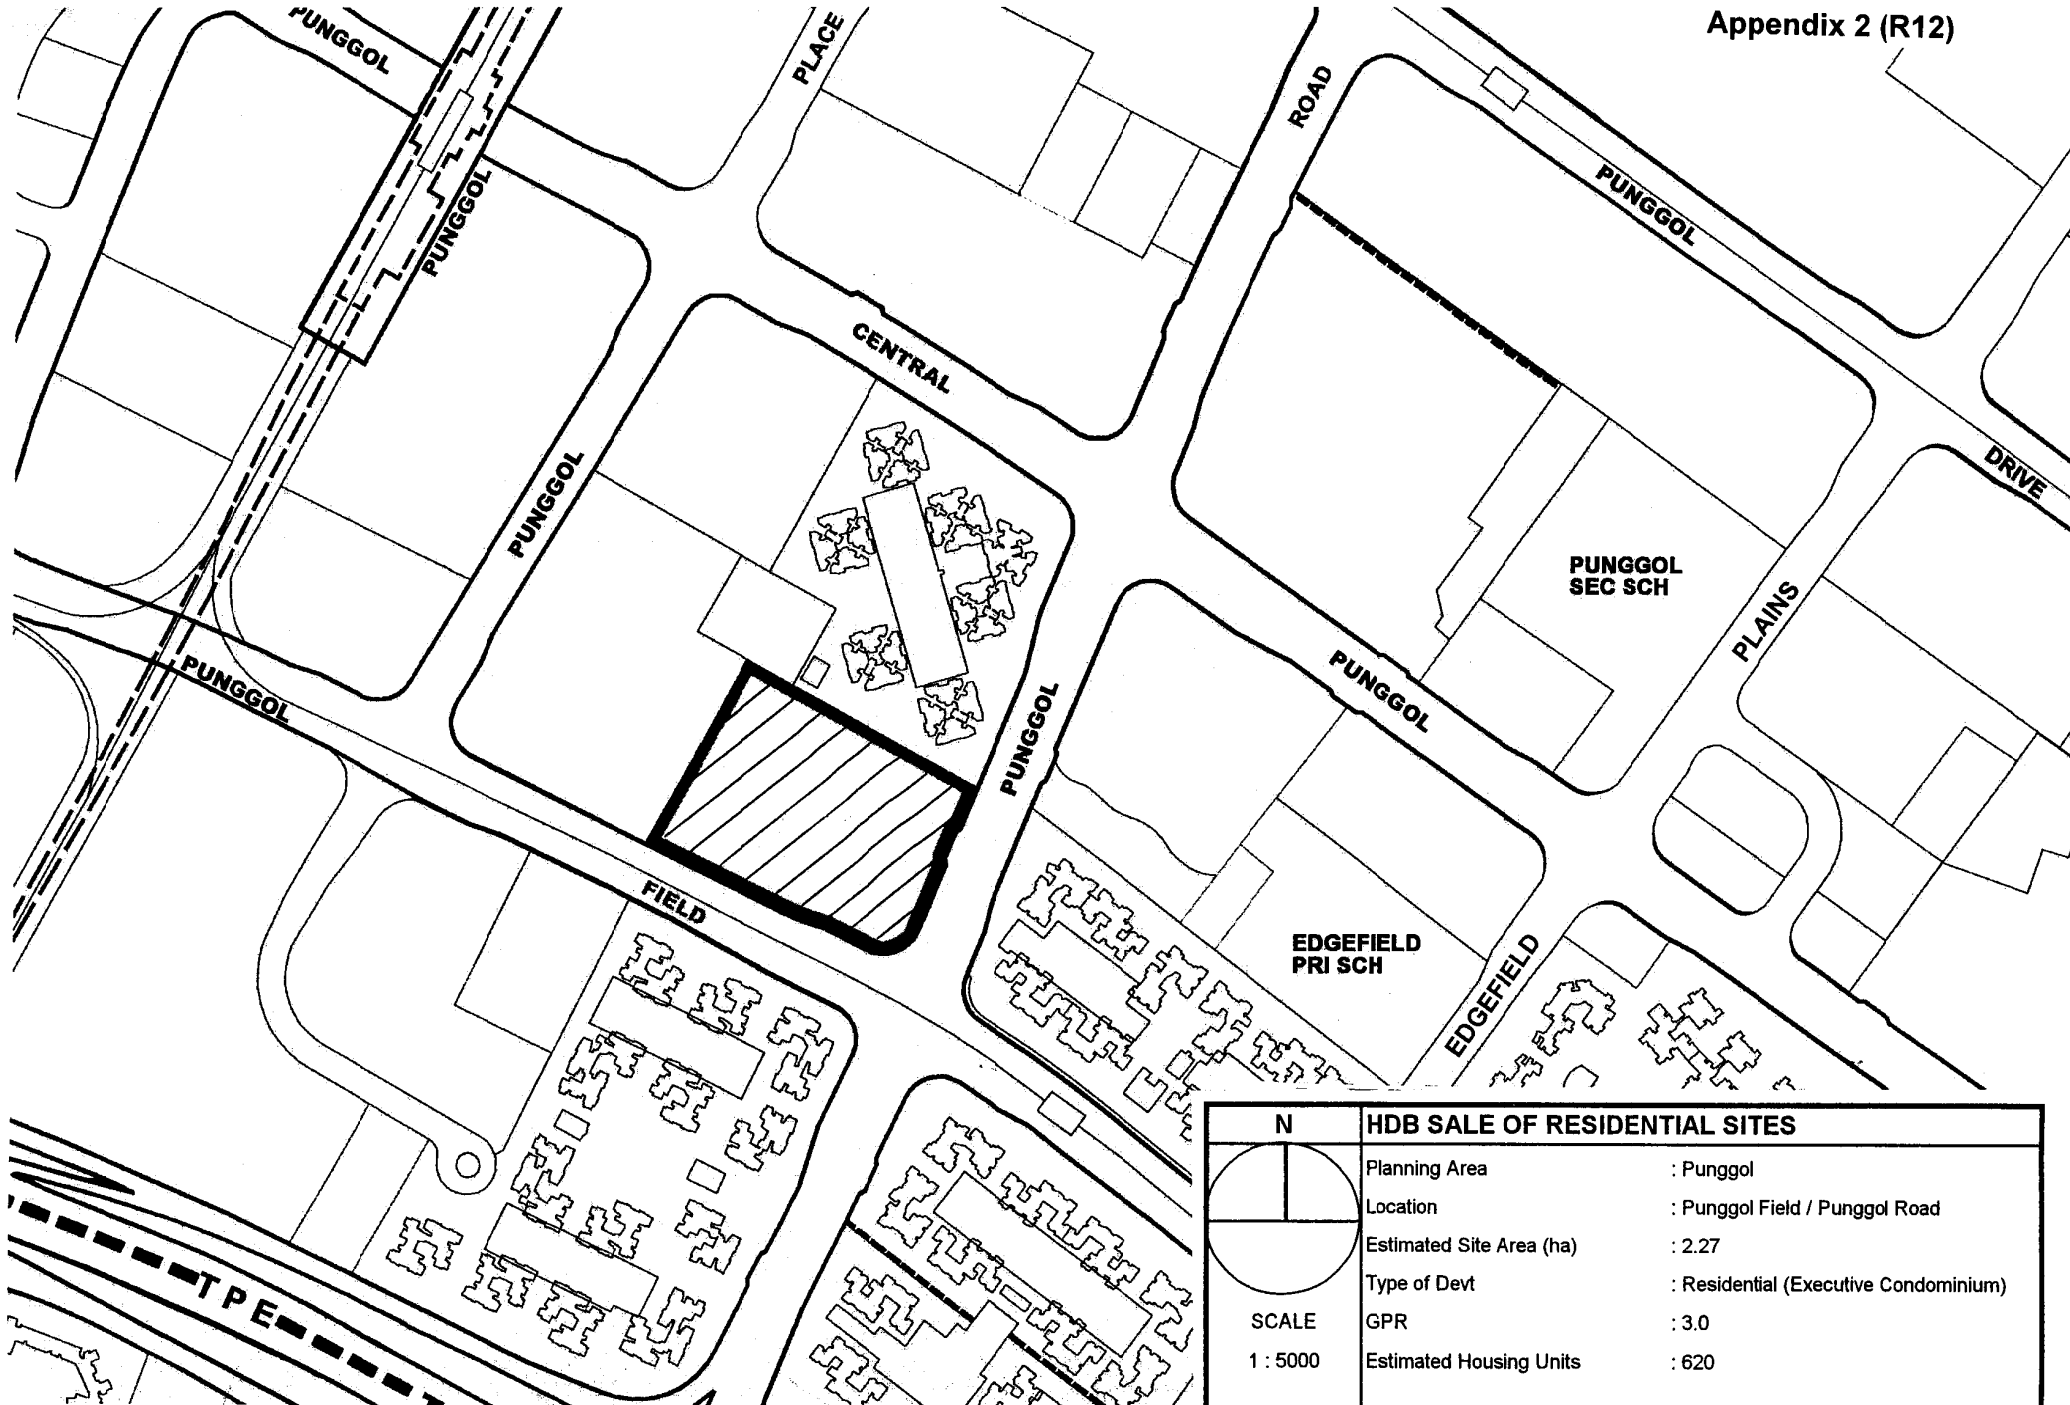 Appendix 2 (R12)
PUNGGOL
PLACE
ROAD
PUNGGOL
PUNGGOL
CENTRAL
DRIVE
PUNGGOL
PUNGGOL
SEC SCH
PLAINS
PUNGGOL
PUNGGOL
PUNGGOL
FIELD
EDGEFIELD
PRI SCH
EDGEFIELD
TPE
N
HDB SALE OF RESIDENTIAL SITES
Planning Area : Punggol
Location : Punggol Field / Punggol Road
Estimated Site Area (ha) : 2.27
Type of Devt : Residential (Executive Condominium)
SCALE
GPR : 3.0
1 : 5000
Estimated Housing Units : 620